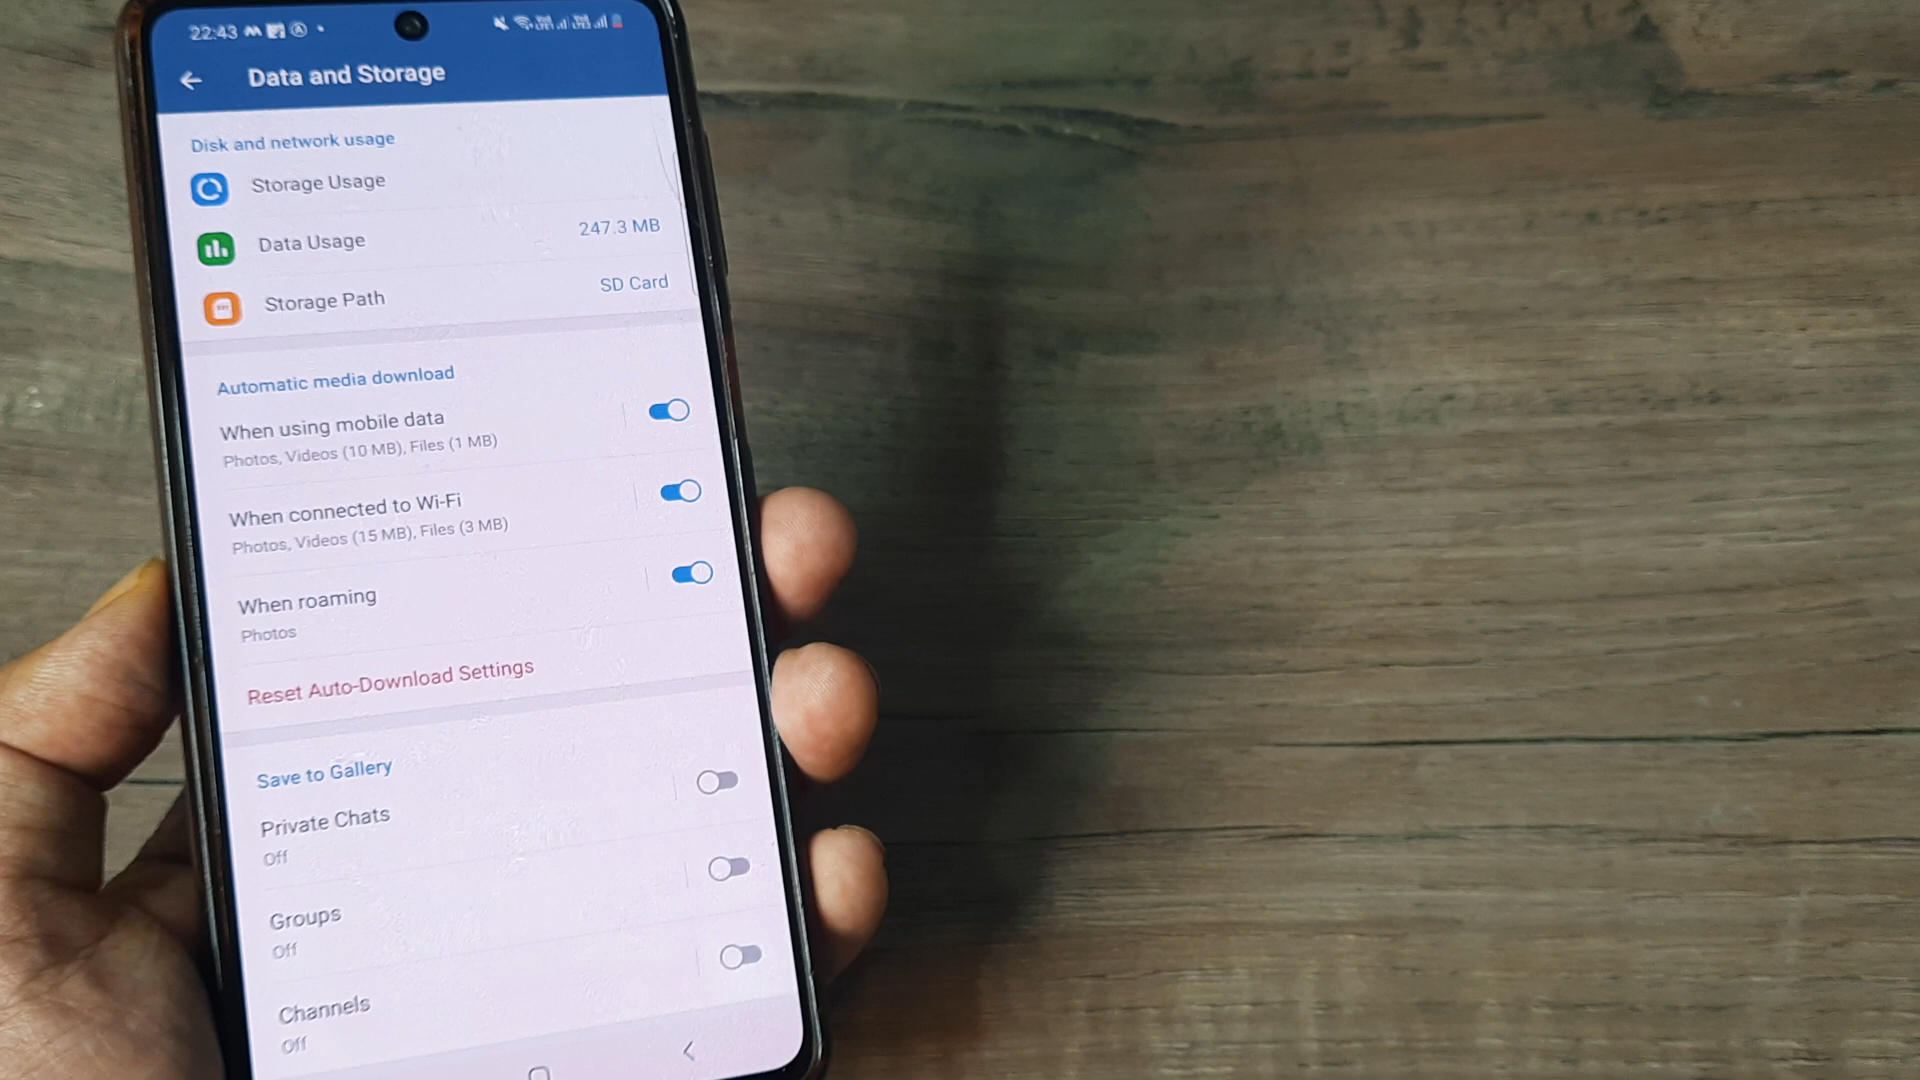 22:43
Data and Storage
Disk and network usage
Storage Usage
Data Usage 247.3 MB
Storage Path SD Card
Automatic media download
When using mobile data
Photos, Videos (10 MB), Files (1 MB)
When connected to Wi-Fi
Photos, Videos (15 MB), Files (3 MB)
When roaming
Photos
Reset Auto-Download Settings
Save to Gallery
Private Chats
Off
Groups
Off
Channels
Off